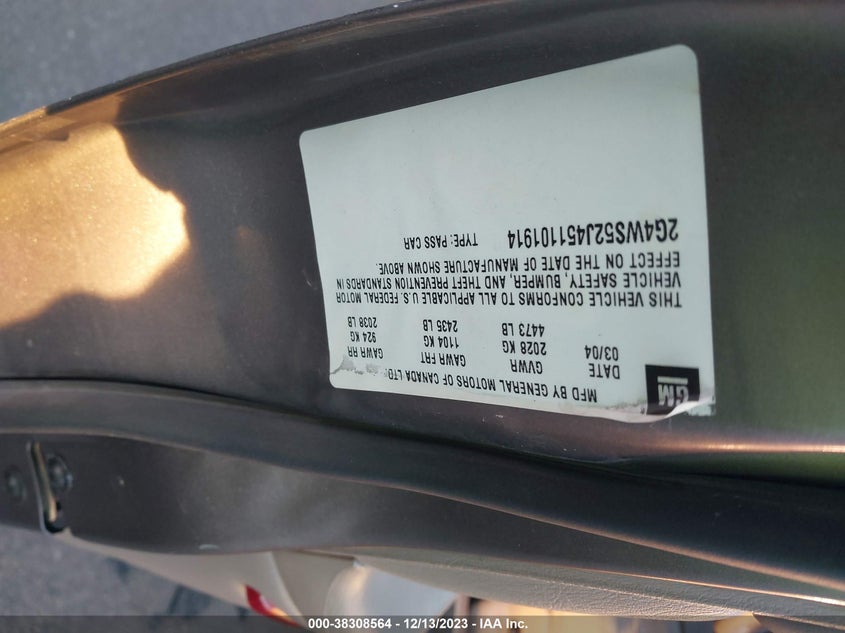 GM
MFD BY GENERAL MOTORS OF CANADA LTD.
DATE GVWR GAWR FRT GAWR RR
03/04 2028 KG 1104 KG 924 KG
4473 LB 2435 LB 2038 LB
THIS VEHICLE CONFORMS TO ALL APPLICABLE U.S. FEDERAL MOTOR
VEHICLE SAFETY, BUMPER, AND THEFT PREVENTION STANDARDS IN
EFFECT ON THE DATE OF MANUFACTURE SHOWN ABOVE.
2G4WS52J451101914 TYPE: PASS CAR
000-38308564 - 12/13/2023 - IAA Inc.